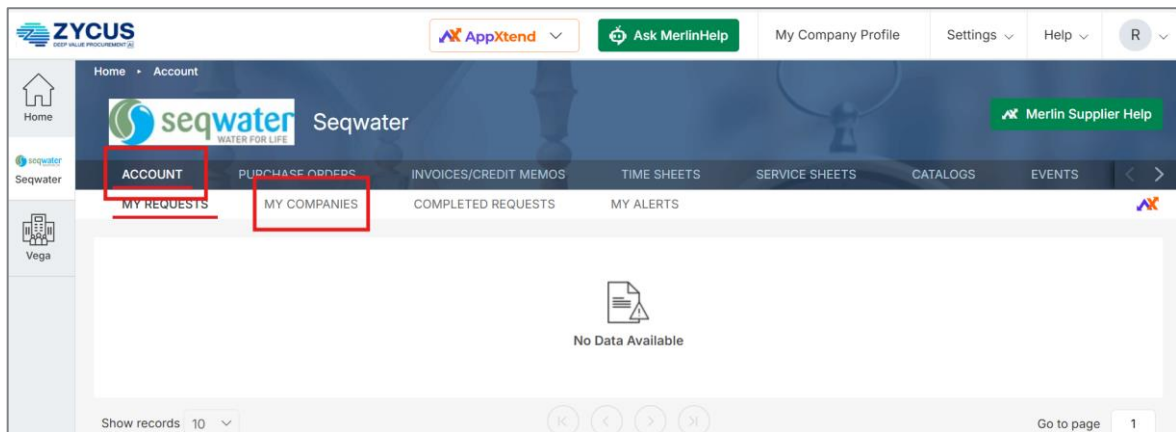 ZYCUS
DEEP VALUE PROCUREMENT AI
AppXtend
Ask MerlinHelp
My Company Profile
Settings
Help
R
Home
Home ▸ Account
seqwater
WATER FOR LIFE
Seqwater
Merlin Supplier Help
seqwater
Seqwater
ACCOUNT PURCHASE ORDERS INVOICES/CREDIT MEMOS TIME SHEETS SERVICE SHEETS CATALOGS EVENTS
MY REQUESTS MY COMPANIES COMPLETED REQUESTS MY ALERTS
Vega
No Data Available
Show records 10
Go to page 1